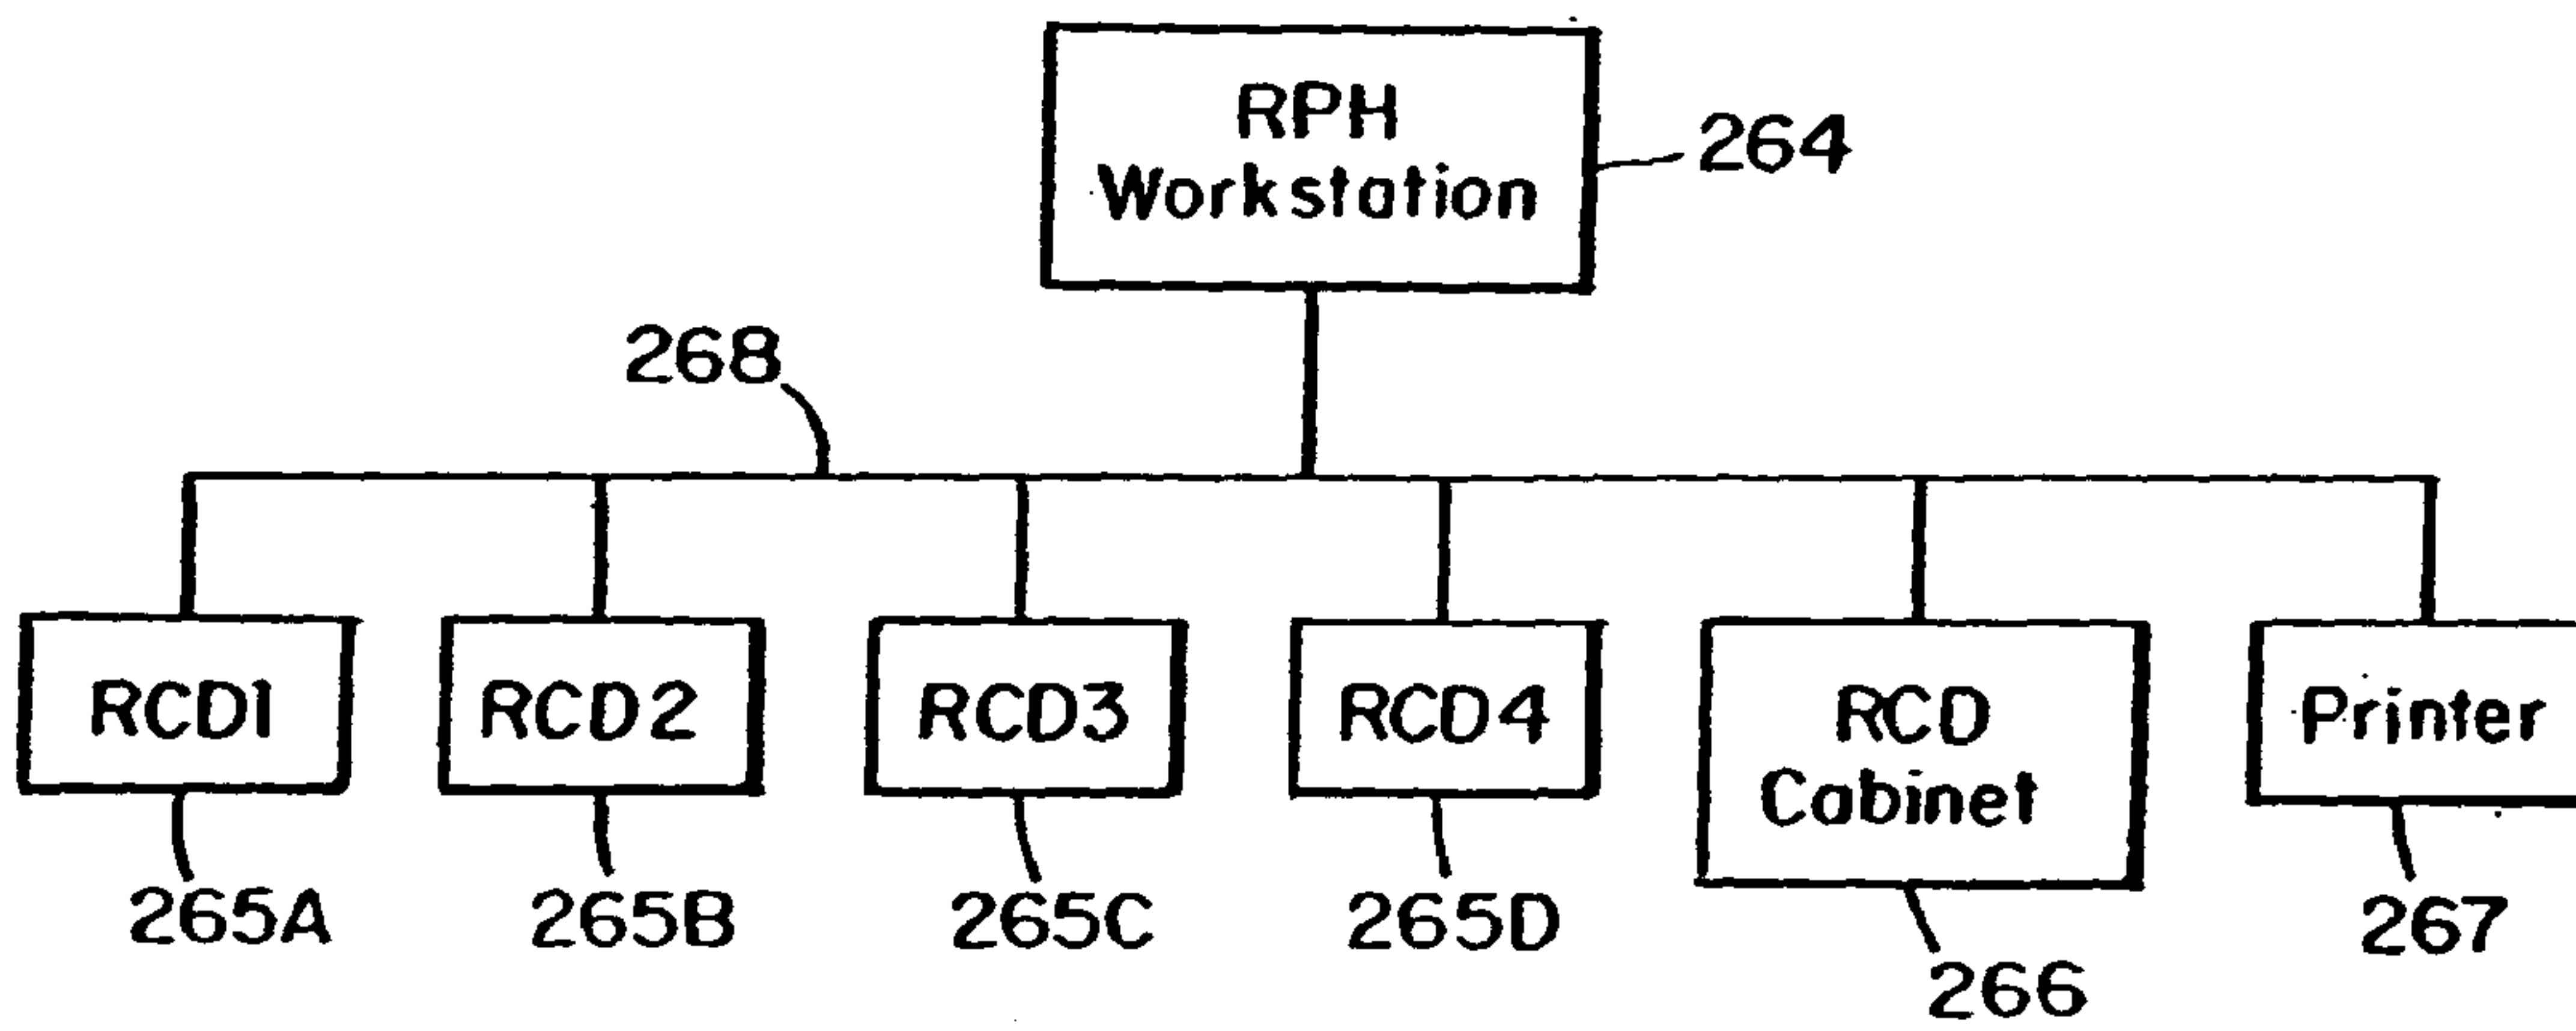 RPH
Workstation
264
268
RCD1
RCD2
RCD3
RCD4
RCD
Cabinet
Printer
265A
265B
265C
265D
266
267